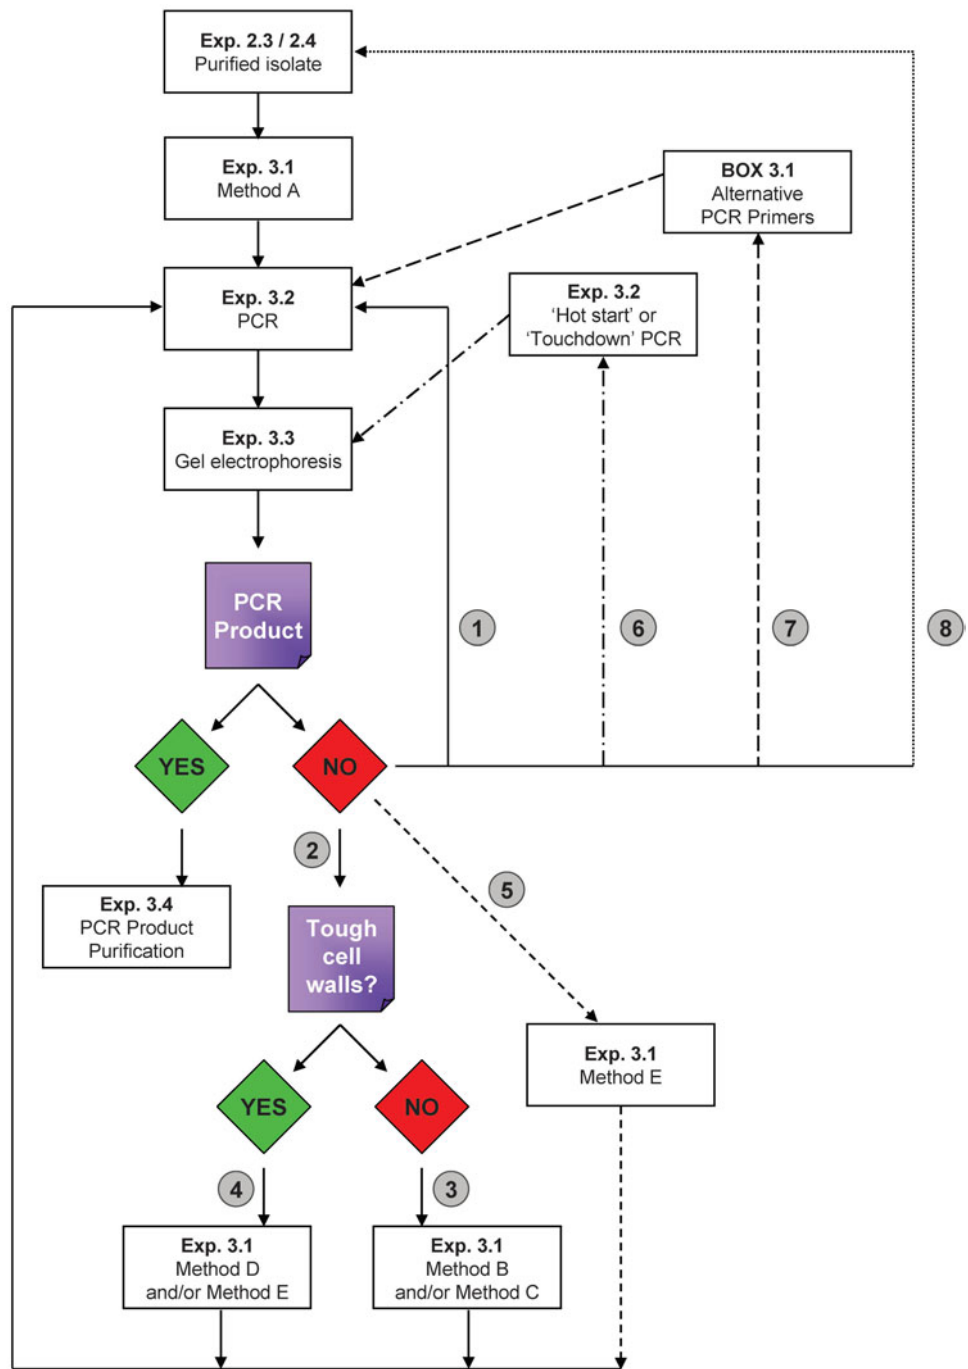 Exp. 2.3 / 2.4
Purified isolate
Exp. 3.1
Method A
BOX 3.1
Alternative
PCR Primers
Exp. 3.2
PCR
Exp. 3.2
‘Hot start’ or
‘Touchdown’ PCR
Exp. 3.3
Gel electrophoresis
PCR
Product
1
6
7
8
YES
NO
2
5
Exp. 3.4
PCR Product
Purification
Tough
cell
walls?
Exp. 3.1
Method E
YES
NO
4
3
Exp. 3.1
Method D
and/or Method E
Exp. 3.1
Method B
and/or Method C